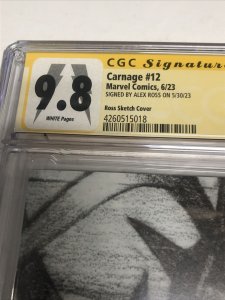 CGC Signatur
9.8
WHITE Pages
Carnage #12
Marvel Comics, 6/23
SIGNED BY ALEX ROSS ON 5/30/23
Ross Sketch Cover
4260515018